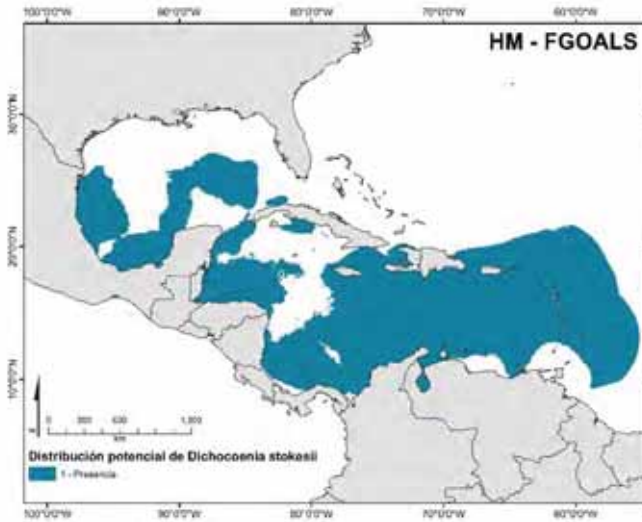 100°0'0"W 90°0'0"W 80°0'0"W 70°0'0"W 60°0'0"W
HM - FGOALS
30°0'0"N
20°0'0"N
10°0'0"N
km
Distribución potencial de Dichocoenia stokesii
1 - Presencia
100°0'0"W 90°0'0"W 80°0'0"W 70°0'0"W 60°0'0"W